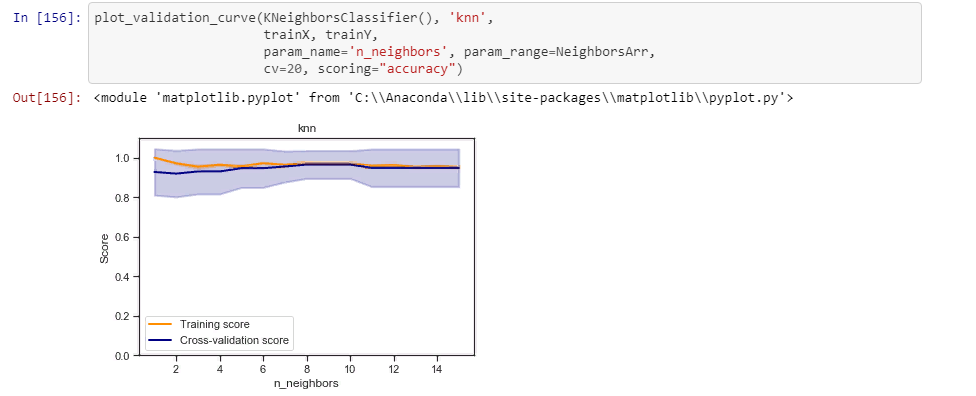 In [156]: plot_validation_curve(KNeighborsClassifier(), 'knn',
trainX, trainY,
param_name='n_neighbors', param_range=NeighborsArr,
cv=20, scoring="accuracy")
Out[156]: <module 'matplotlib.pyplot' from 'C:\\Anaconda\\lib\\site-packages\\matplotlib\\pyplot.py'>
knn
1.0
0.8
0.6
0.4
0.2
0.0
Score
Training score
Cross-validation score
2 4 6 8 10 12 14
n_neighbors